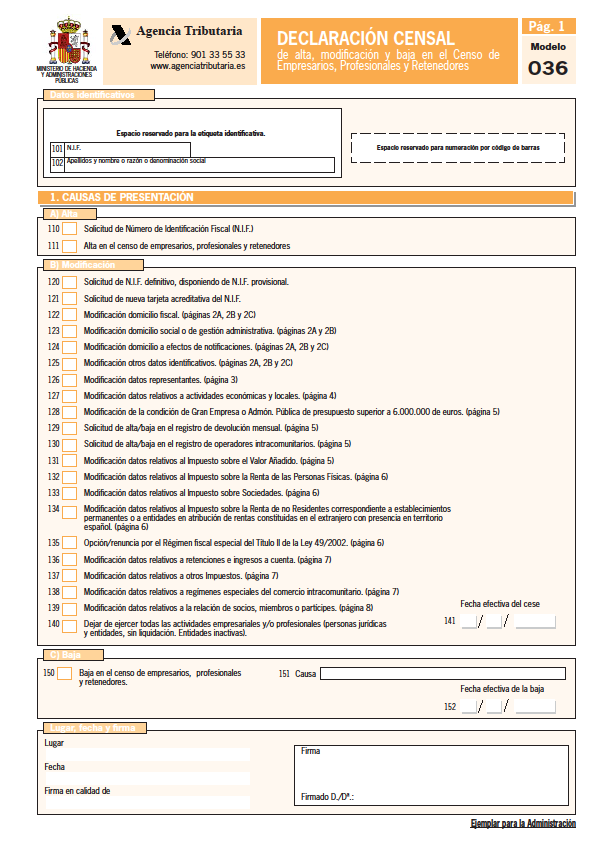 MINISTERIO DE HACIENDA
Y ADMINISTRACIONES
PÚBLICAS
Agencia Tributaria
Teléfono: 901 33 55 33
www.agenciatributaria.es
DECLARACIÓN CENSAL
de alta, modificación y baja en el Censo de
Empresarios, Profesionales y Retenedores
Pág. 1
Modelo
036
Datos identificativos
Espacio reservado para la etiqueta identificativa.
101 N.I.F.
102 Apellidos y nombre o razón o denominación social
Espacio reservado para numeración por código de barras
1. CAUSAS DE PRESENTACIÓN
A) Alta
110 Solicitud de Número de Identificación Fiscal (N.I.F.)
111 Alta en el censo de empresarios, profesionales y retenedores
B) Modificación
120 Solicitud de N.I.F. definitivo, disponiendo de N.I.F. provisional.
121 Solicitud de nueva tarjeta acreditativa del N.I.F.
122 Modificación domicilio fiscal. (páginas 2A, 2B y 2C)
123 Modificación domicilio social o de gestión administrativa. (páginas 2A y 2B)
124 Modificación domicilio a efectos de notificaciones. (páginas 2A, 2B y 2C)
125 Modificación otros datos identificativos. (páginas 2A, 2B y 2C)
126 Modificación datos representantes. (página 3)
127 Modificación datos relativos a actividades económicas y locales. (página 4)
128 Modificación de la condición de Gran Empresa o Admón. Pública de presupuesto superior a 6.000.000 de euros. (página 5)
129 Solicitud de alta/baja en el registro de devolución mensual. (página 5)
130 Solicitud de alta/baja en el registro de operadores intracomunitarios. (página 5)
131 Modificación datos relativos al Impuesto sobre el Valor Añadido. (página 5)
132 Modificación datos relativos al Impuesto sobre la Renta de las Personas Físicas. (página 6)
133 Modificación datos relativos al Impuesto sobre Sociedades. (página 6)
134 Modificación datos relativos al Impuesto sobre la Renta de no Residentes correspondiente a establecimientos
permanentes o a entidades en atribución de rentas constituidas en el extranjero con presencia en territorio
español. (página 6)
135 Opción/renuncia por el Régimen fiscal especial del Título II de la Ley 49/2002. (página 6)
136 Modificación datos relativos a retenciones e ingresos a cuenta. (página 7)
137 Modificación datos relativos a otros Impuestos. (página 7)
138 Modificación datos relativos a regímenes especiales del comercio intracomunitario. (página 7)
139 Modificación datos relativos a la relación de socios, miembros o partícipes. (página 8)
140 Dejar de ejercer todas las actividades empresariales y/o profesionales (personas jurídicas
y entidades, sin liquidación. Entidades inactivas).
Fecha efectiva del cese
141 / /
C) Baja
150 Baja en el censo de empresarios, profesionales
y retenedores.
151 Causa
Fecha efectiva de la baja
152 / /
Lugar, fecha y firma
Lugar
Fecha
Firma en calidad de
Firma
Firmado D./Dª.:
Ejemplar para la Administración